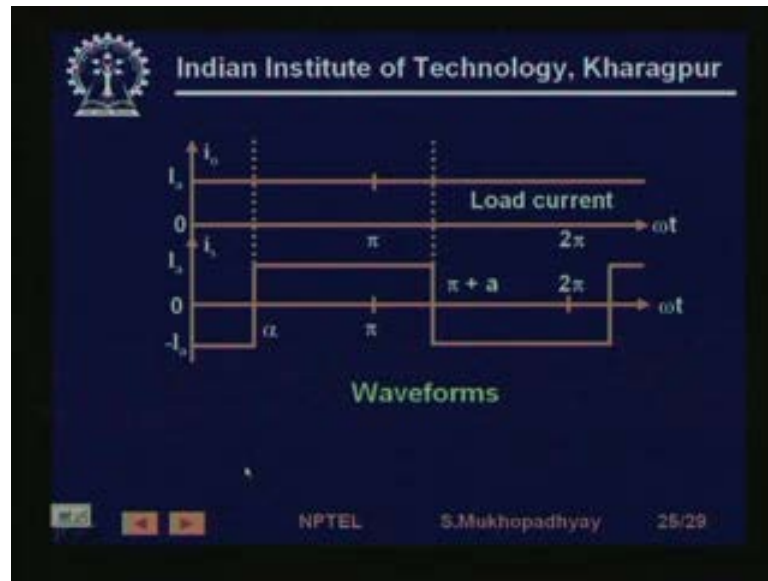 Indian Institute of Technology, Kharagpur
i₀
Iₐ
Load current
0
π
2π
ωt
iₛ
Iₐ
π + a
2π
0
ωt
α
π
-Iₐ
Waveforms
NPTEL
S.Mukhopadhyay
25/29